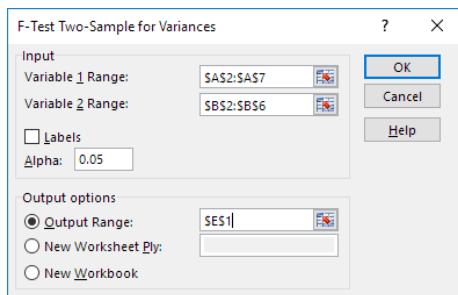 F-Test Two-Sample for Variances ? ×
Input
Variable 1 Range: $A$2:$A$7
Variable 2 Range: $B$2:$B$6
Labels
Alpha: 0.05
OK
Cancel
Help
Output options
Output Range: $E$1
New Worksheet Ply:
New Workbook